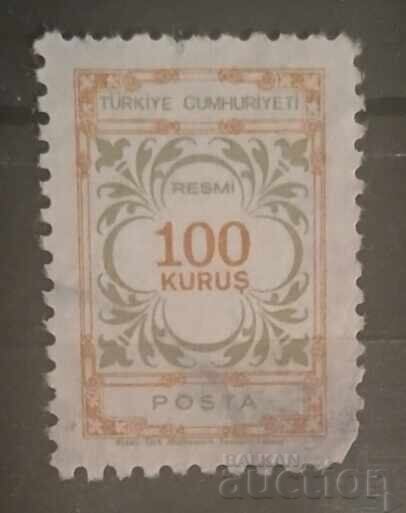 TÜRKİYE CUMHURİYETİ
RESMİ
100
KURUŞ
POSTA
BALKAN
auction